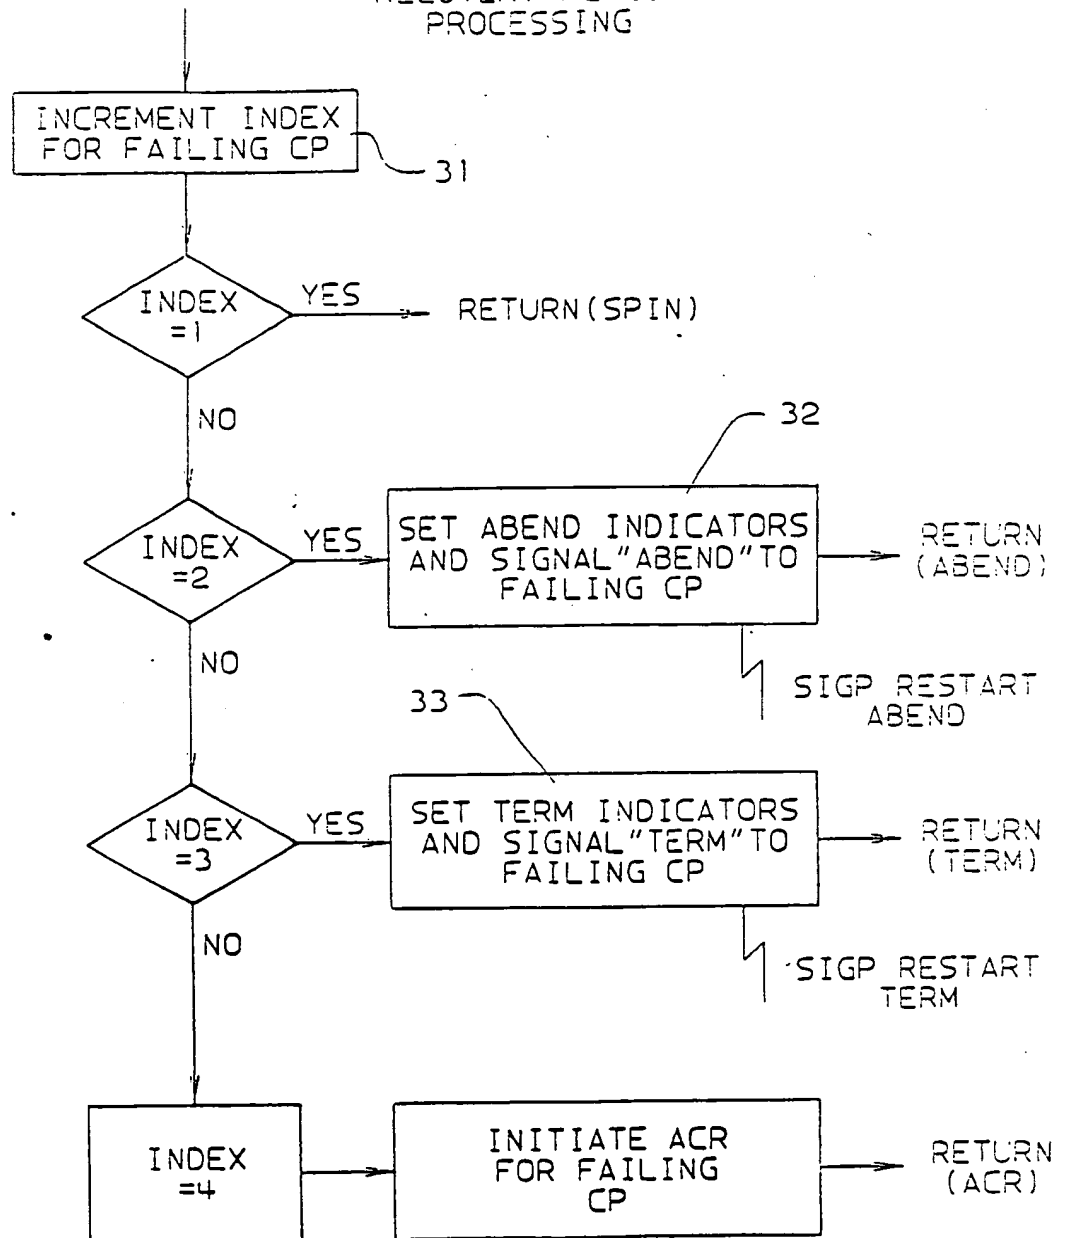 PROCESSING
INCREMENT INDEX
FOR FAILING CP
31
INDEX
=1
YES
RETURN(SPIN)
NO
32
INDEX
=2
YES
SET ABEND INDICATORS
AND SIGNAL"ABEND"TO
FAILING CP
RETURN
(ABEND)
NO
SIGP RESTART
ABEND
33
INDEX
=3
YES
SET TERM INDICATORS
AND SIGNAL"TERM"TO
FAILING CP
RETURN
(TERM)
NO
SIGP RESTART
TERM
INDEX
=4
INITIATE ACR
FOR FAILING
CP
RETURN
(ACR)